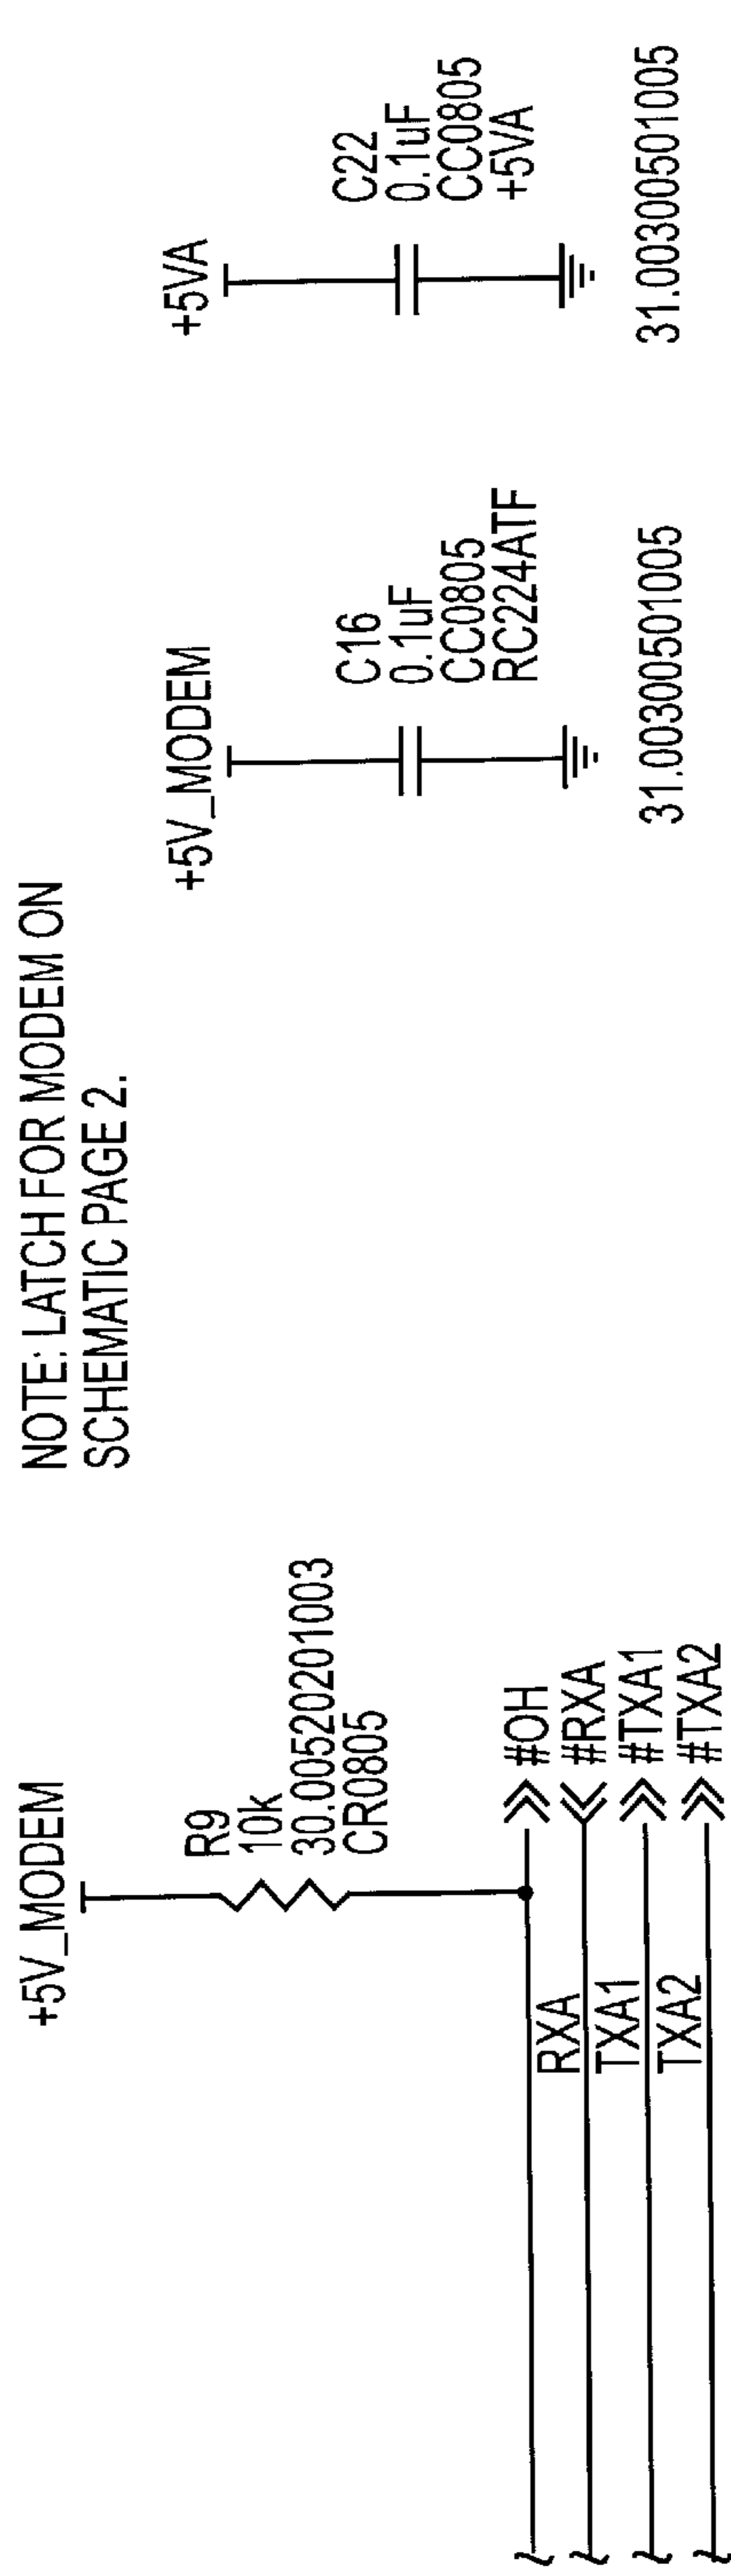 +5V_MODEM
R9
10k
30.00520201003
CR0805
#OH
RXA
#RXA
TXA1
#TXA1
TXA2
#TXA2
NOTE: LATCH FOR MODEM ON
SCHEMATIC PAGE 2.
+5V_MODEM
C16
0.1uF
CC0805
RC224ATF
31.00300501005
+5VA
C22
0.1uF
CC0805
+5VA
31.00300501005